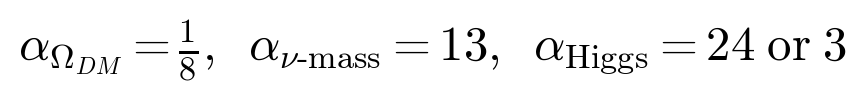 α_{Ω_{DM}} = 1/8, α_{ν-mass} = 13, α_{Higgs} = 24 or 3